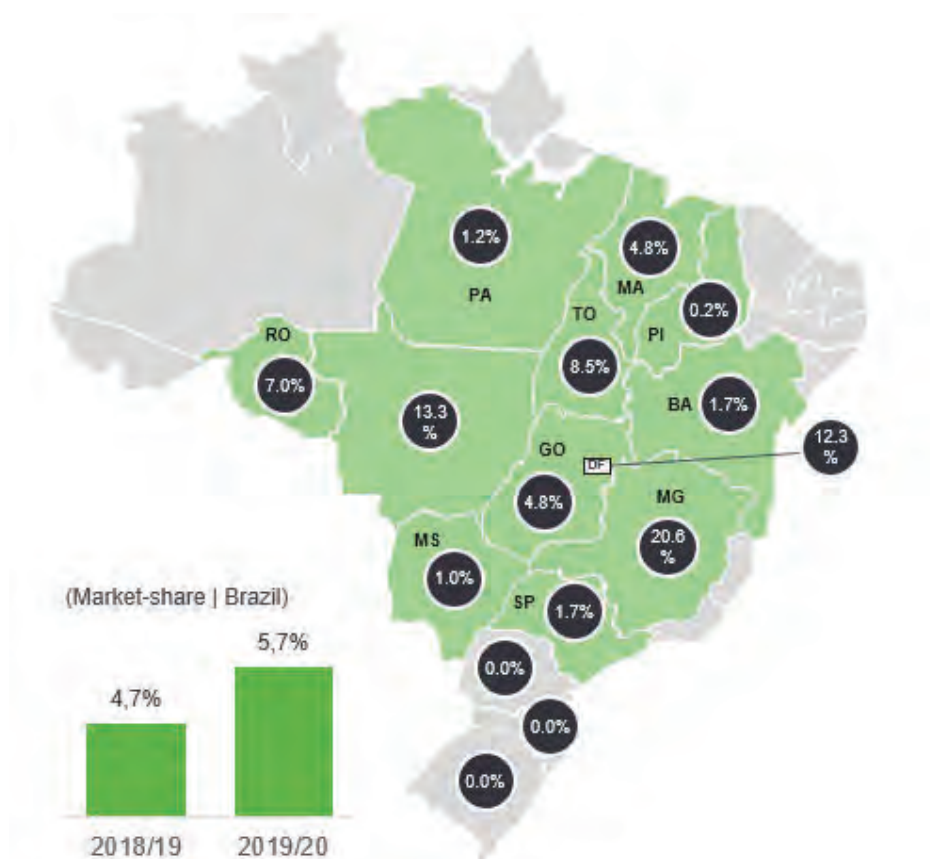 1.2%
4.8%
PA
MA
TO
0.2%
RO
PI
8.5%
7.0%
BA
1.7%
13.3
%
12.3
%
GO
DF
4.8%
MG
20.6
%
MS
1.0%
(Market-share | Brazil)
SP
1.7%
5,7%
0.0%
4,7%
0.0%
0.0%
2018/19
2019/20